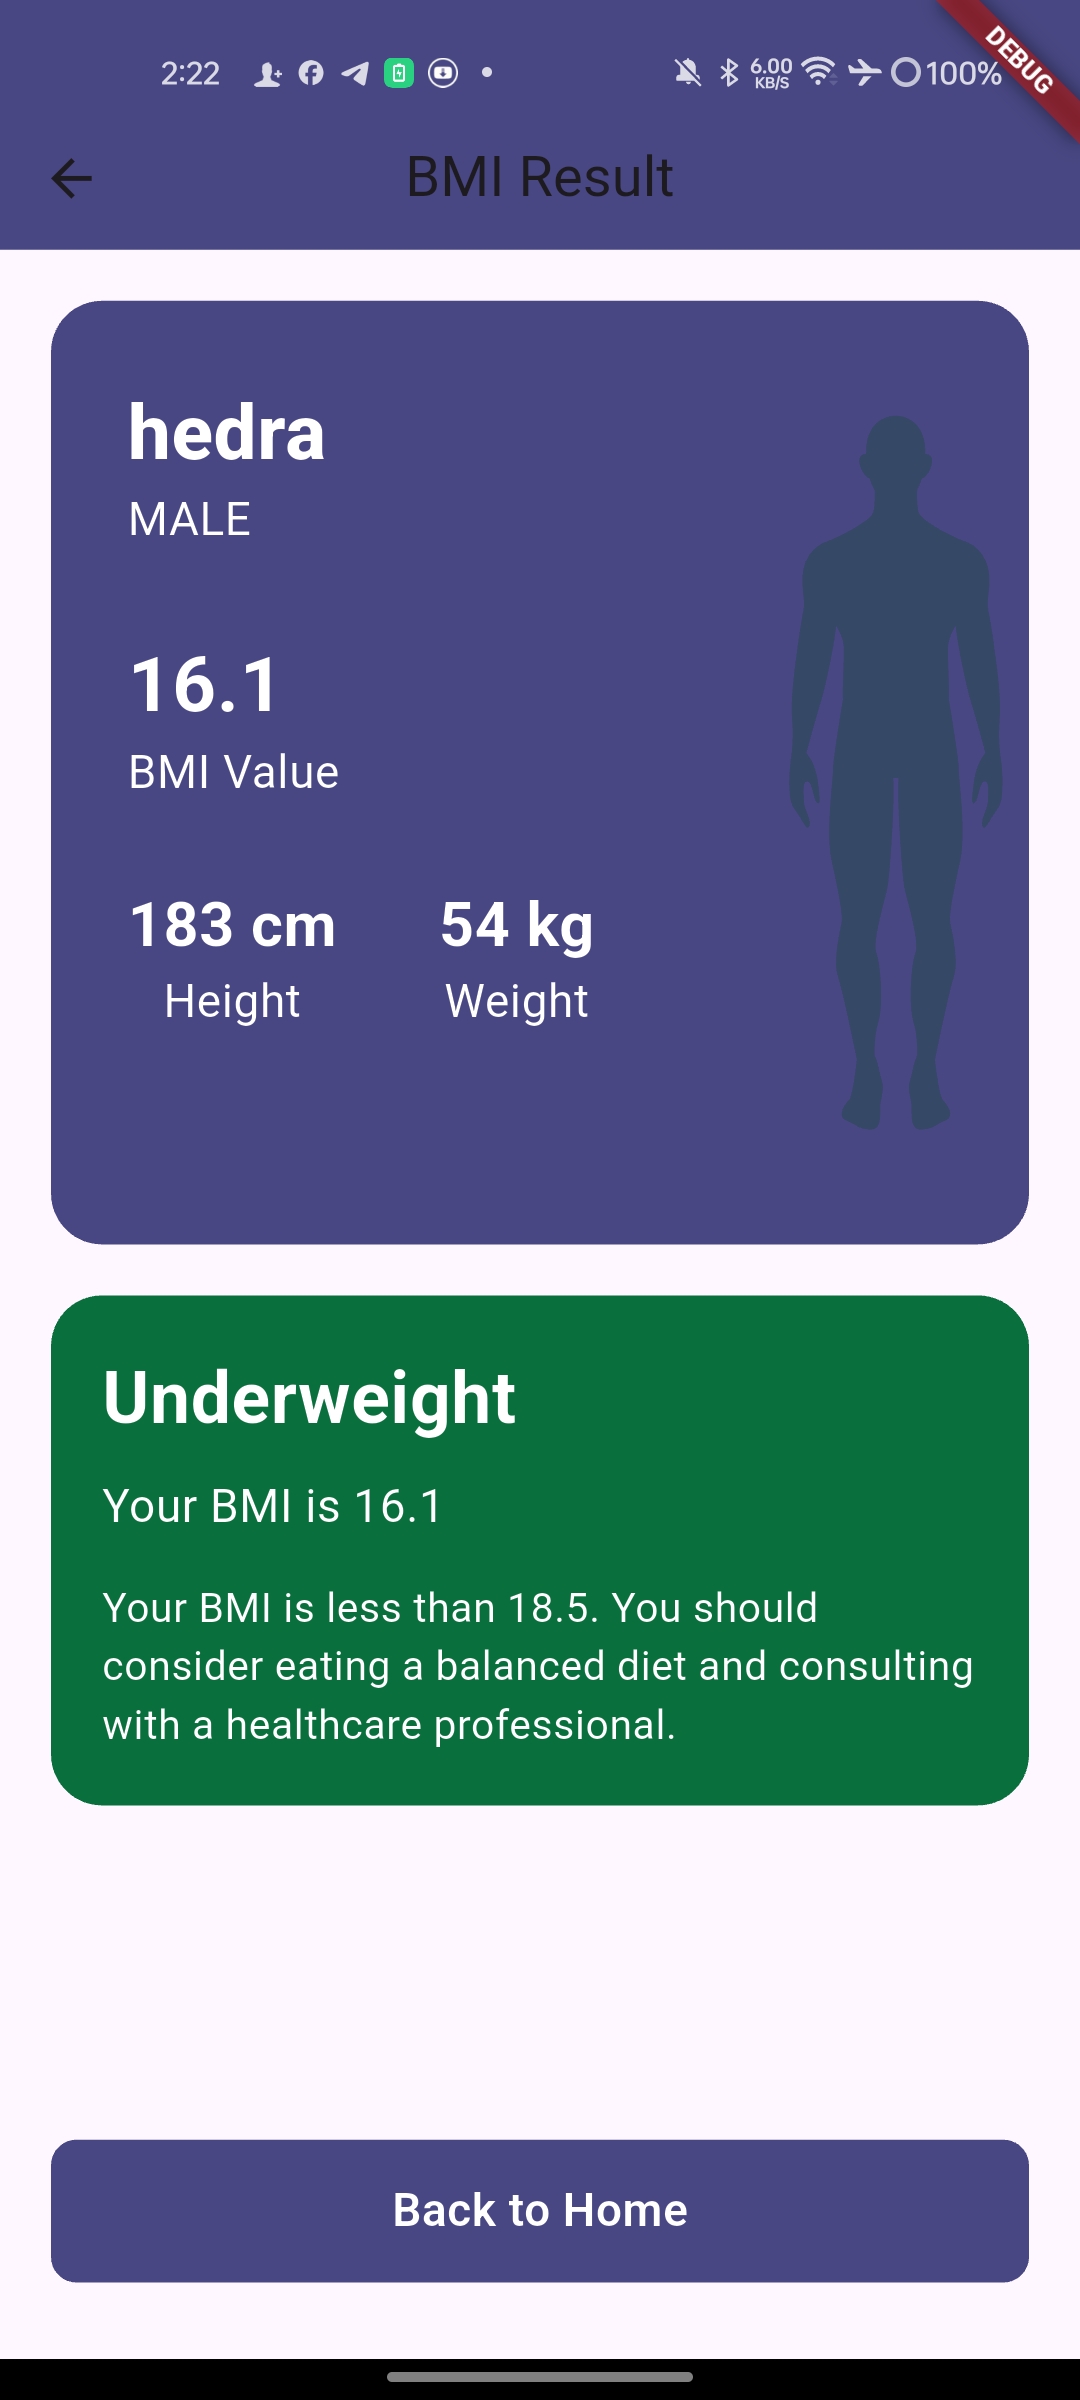 2:22 6.00 KB/S 100%
DEBUG
BMI Result
hedra
MALE
16.1
BMI Value
183 cm 54 kg
Height Weight
Underweight
Your BMI is 16.1
Your BMI is less than 18.5. You should
consider eating a balanced diet and consulting
with a healthcare professional.
Back to Home